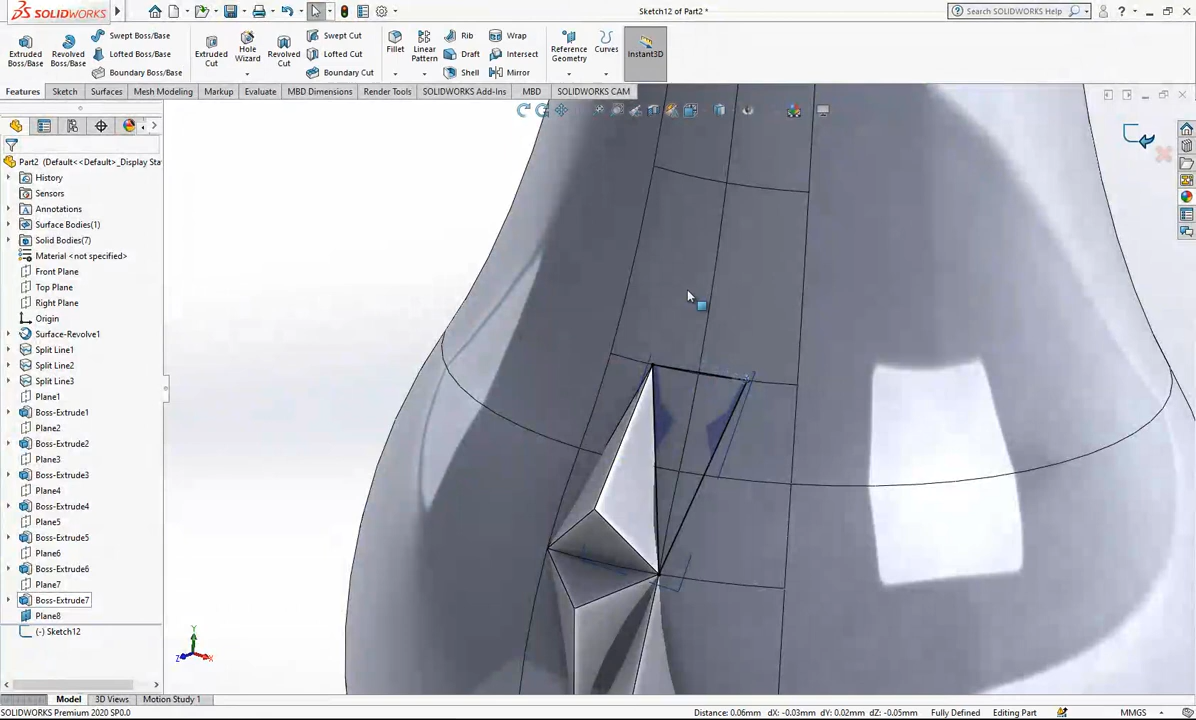 SOLIDWORKS
Sketch12 of Part2 *
Search SOLIDWORKS Help
Extruded Boss/Base
Revolved Boss/Base
Swept Boss/Base
Lofted Boss/Base
Boundary Boss/Base
Extruded Cut
Hole Wizard
Revolved Cut
Swept Cut
Lofted Cut
Boundary Cut
Fillet
Linear Pattern
Rib
Draft
Shell
Wrap
Intersect
Mirror
Reference Geometry
Curves
Instant3D
Features
Sketch
Surfaces
Mesh Modeling
Markup
Evaluate
MBD Dimensions
Render Tools
SOLIDWORKS Add-Ins
MBD
SOLIDWORKS CAM
Part2 (Default<<Default>_Display Sta
History
Sensors
Annotations
Surface Bodies(1)
Solid Bodies(7)
Material <not specified>
Front Plane
Top Plane
Right Plane
Origin
Surface-Revolve1
Split Line1
Split Line2
Split Line3
Plane1
Boss-Extrude1
Plane2
Boss-Extrude2
Plane3
Boss-Extrude3
Plane4
Boss-Extrude4
Plane5
Boss-Extrude5
Plane6
Boss-Extrude6
Plane7
Boss-Extrude7
Plane8
(-) Sketch12
Y
Z
X
Model
3D Views
Motion Study 1
SOLIDWORKS Premium 2020 SP0.0
Distance: 0.06mm dX: -0.03mm dY: 0.02mm dZ: -0.05mm
Fully Defined
Editing Part
MMGS